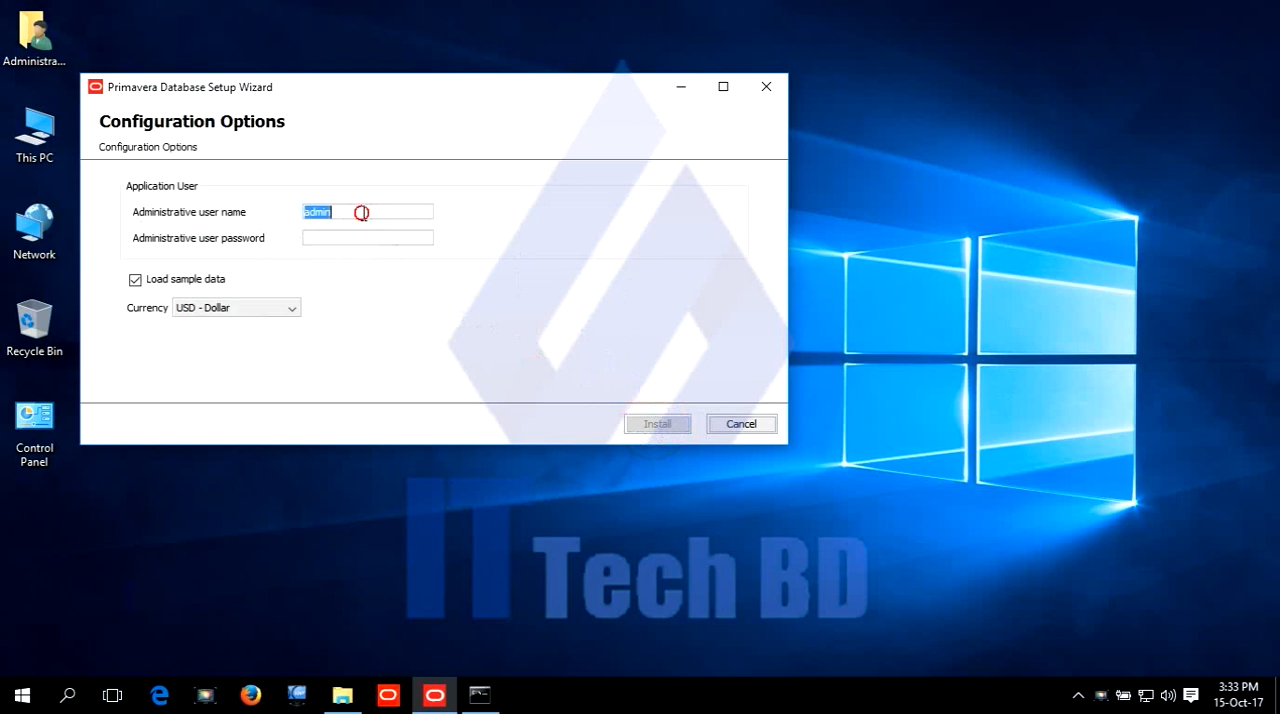 Administra...
This PC
Network
Recycle Bin
Control
Panel
Primavera Database Setup Wizard
Configuration Options
Configuration Options
Application User
Administrative user name
admin
Administrative user password
Load sample data
Currency
USD - Dollar
Install
Cancel
IT Tech BD
3:33 PM
15-Oct-17